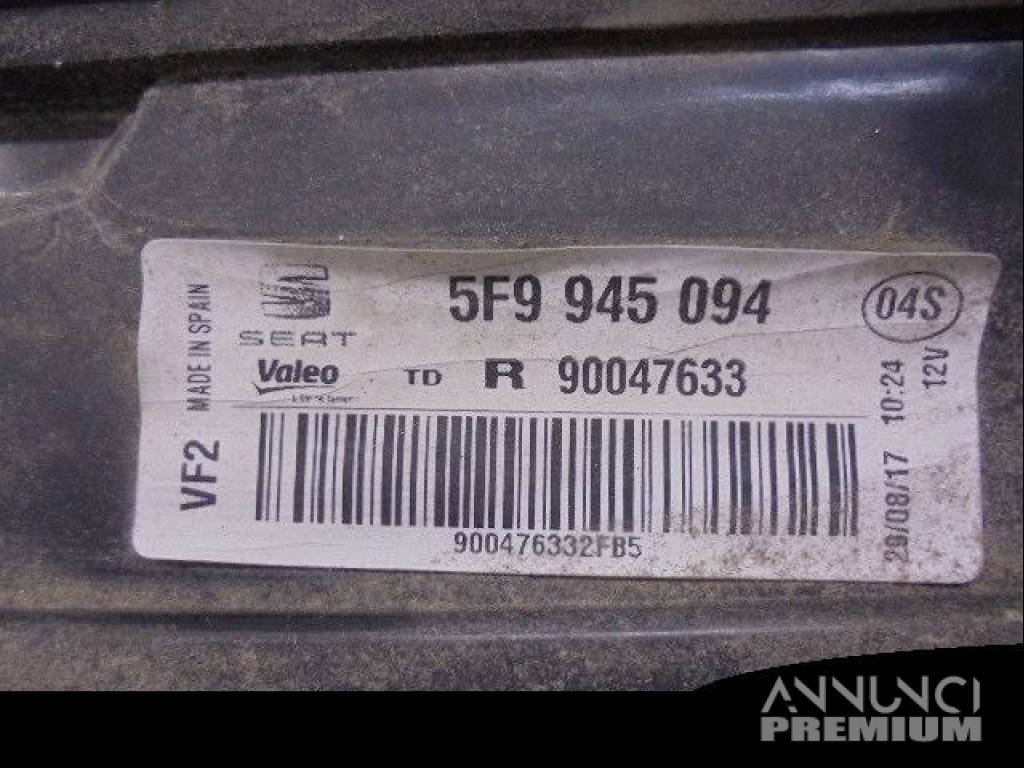 5F9 945 094
04S
SEAT
Valeo
TD R 90047633
900476332FB5
VF2 MADE IN SPAIN
29/08/17 10:24
12V
ANNUNCI
PREMIUM